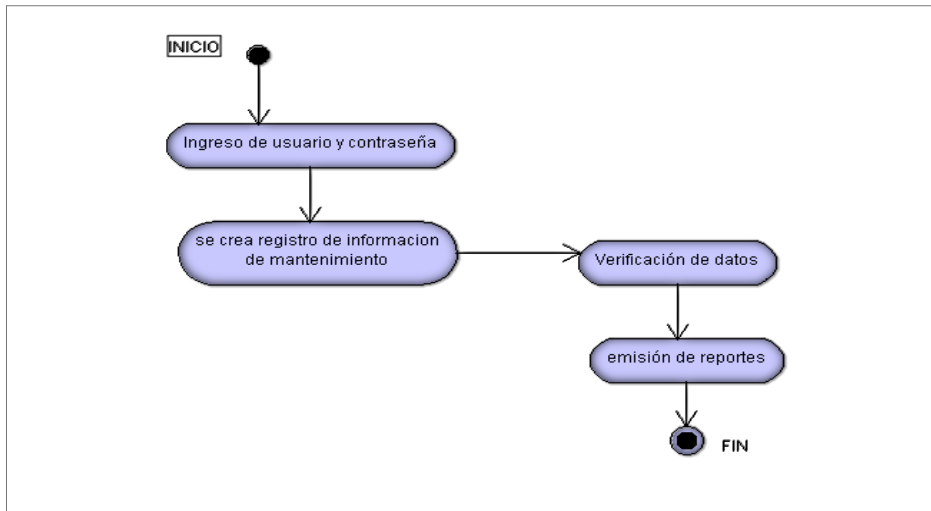 INICIO
Ingreso de usuario y contraseña
se crea registro de informacion
de mantenimiento
Verificación de datos
emisión de reportes
FIN